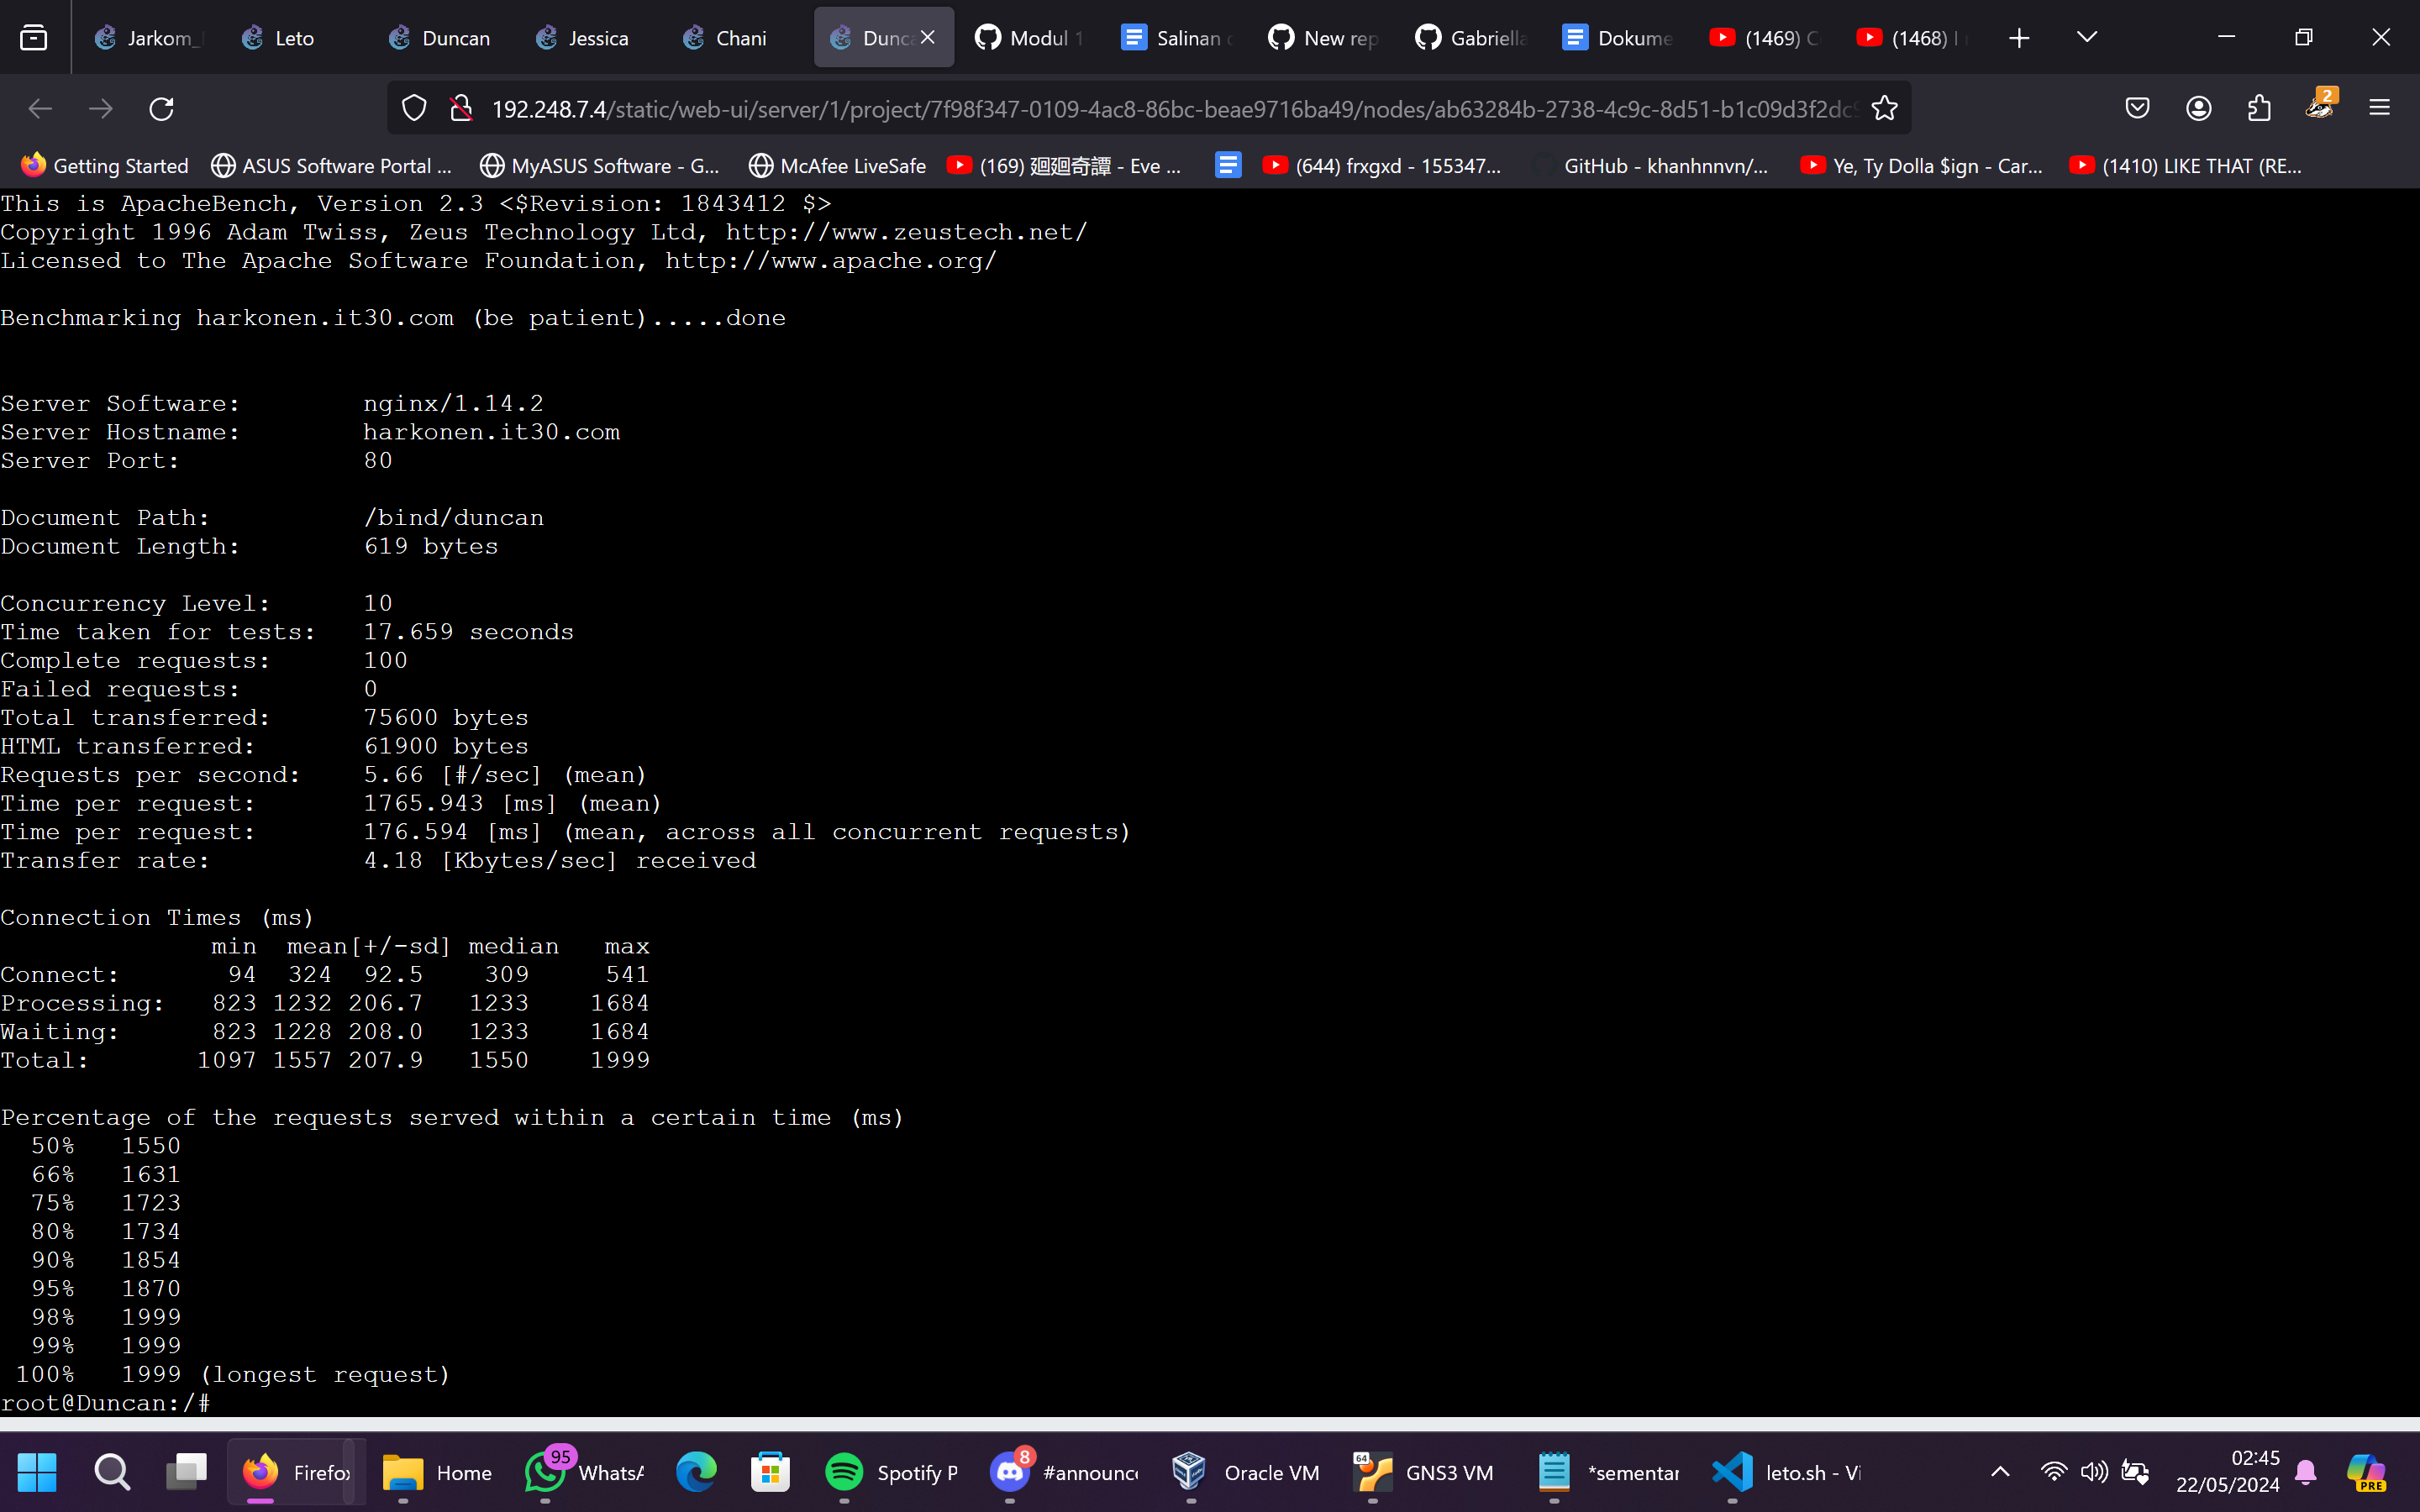 Jarkom_
Leto
Duncan
Jessica
Chani
Dunca
Modul 1
Salinan
New rep
Gabriella
Dokume
(1469) C
(1468) I
192.248.7.4/static/web-ui/server/1/project/7f98f347-0109-4ac8-86bc-beae9716ba49/nodes/ab63284b-2738-4c9c-8d51-b1c09d3f2dc9
2
Getting Started
ASUS Software Portal ...
MyASUS Software - G...
McAfee LiveSafe
(169) 廻廻奇譚 - Eve ...
(644) frxgxd - 155347...
GitHub - khanhnnvn/...
Ye, Ty Dolla $ign - Car...
(1410) LIKE THAT (RE...
This is ApacheBench, Version 2.3 <$Revision: 1843412 $>
Copyright 1996 Adam Twiss, Zeus Technology Ltd, http://www.zeustech.net/
Licensed to The Apache Software Foundation, http://www.apache.org/
Benchmarking harkonen.it30.com (be patient).....done
Server Software: nginx/1.14.2
Server Hostname: harkonen.it30.com
Server Port: 80
Document Path: /bind/duncan
Document Length: 619 bytes
Concurrency Level: 10
Time taken for tests: 17.659 seconds
Complete requests: 100
Failed requests: 0
Total transferred: 75600 bytes
HTML transferred: 61900 bytes
Requests per second: 5.66 [#/sec] (mean)
Time per request: 1765.943 [ms] (mean)
Time per request: 176.594 [ms] (mean, across all concurrent requests)
Transfer rate: 4.18 [Kbytes/sec] received
Connection Times (ms)
min mean[+/-sd] median max
Connect: 94 324 92.5 309 541
Processing: 823 1232 206.7 1233 1684
Waiting: 823 1228 208.0 1233 1684
Total: 1097 1557 207.9 1550 1999
Percentage of the requests served within a certain time (ms)
50% 1550
66% 1631
75% 1723
80% 1734
90% 1854
95% 1870
98% 1999
99% 1999
100% 1999 (longest request)
root@Duncan:/#
Firefox
Home
95
WhatsA
Spotify P
8
#announce
Oracle VM
64
GNS3 VM
*sementar
leto.sh - Vi
02:45
22/05/2024
PRE